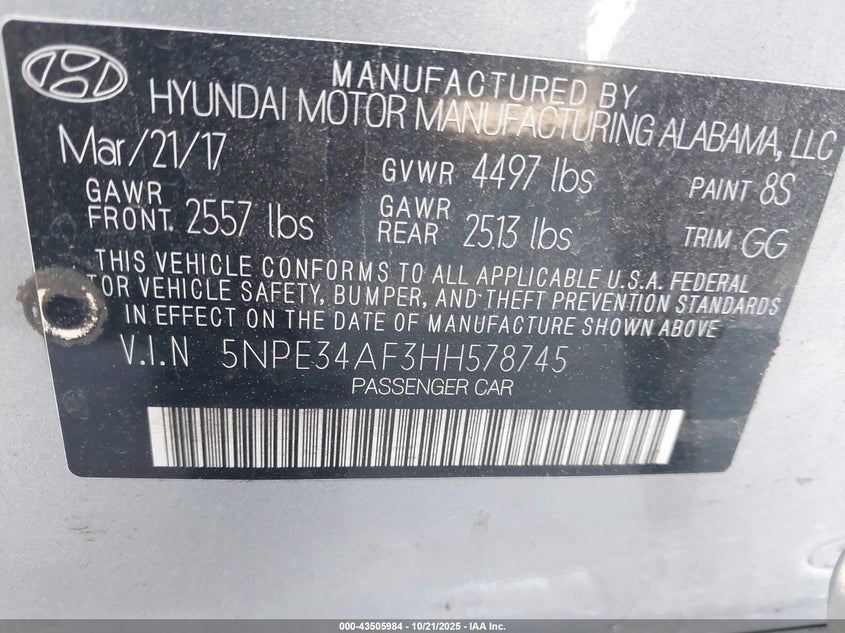 MANUFACTURED BY
HYUNDAI MOTOR MANUFACTURING ALABAMA, LLC
Mar/21/17 GVWR 4497 lbs PAINT 8S
GAWR FRONT. 2557 lbs GAWR REAR 2513 lbs TRIM GG
THIS VEHICLE CONFORMS TO ALL APPLICABLE U.S.A. FEDERAL
TOR VEHICLE SAFETY, BUMPER, AND THEFT PREVENTION STANDARDS
IN EFFECT ON THE DATE OF MANUFACTURE SHOWN ABOVE
V.I.N 5NPE34AF3HH578745
PASSENGER CAR
000-43505984 - 10/21/2025 - IAA Inc.